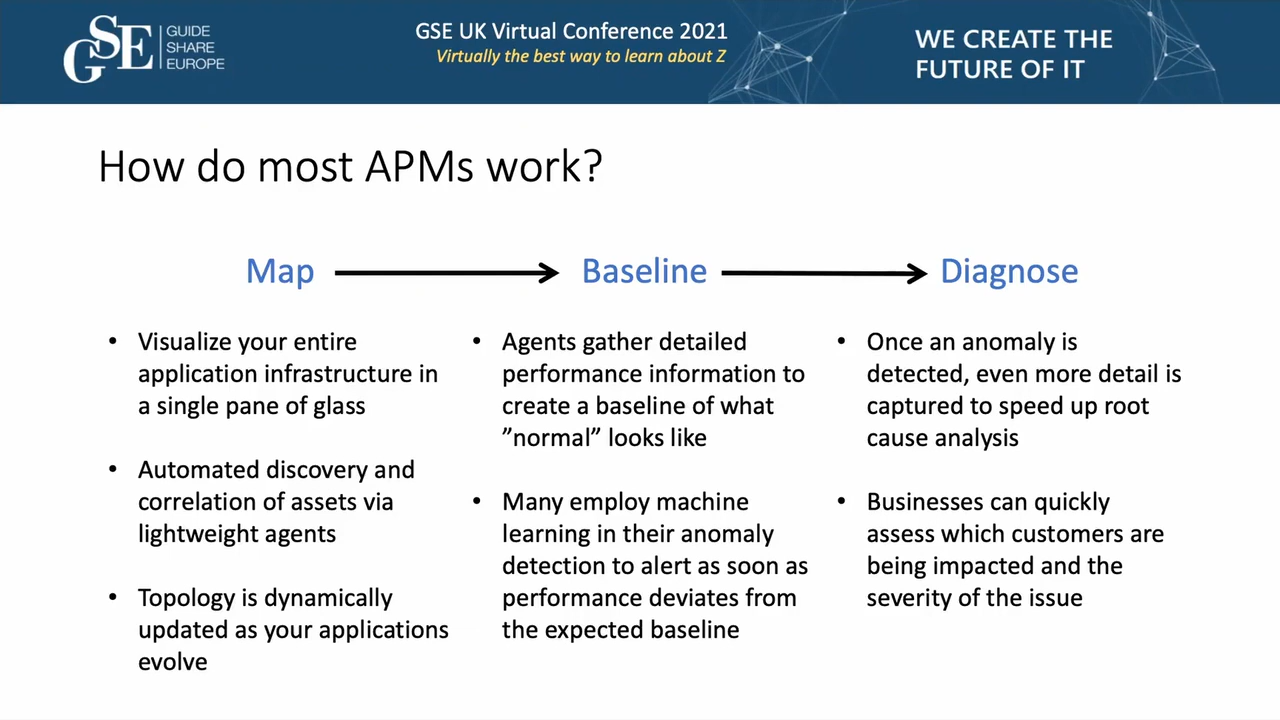 GSE
GUIDE
SHARE
EUROPE
GSE UK Virtual Conference 2021
Virtually the best way to learn about Z
WE CREATE THE
FUTURE OF IT
How do most APMs work?
Map
Baseline
Diagnose
• Visualize your entire
application infrastructure in
a single pane of glass
• Automated discovery and
correlation of assets via
lightweight agents
• Topology is dynamically
updated as your applications
evolve
• Agents gather detailed
performance information to
create a baseline of what
”normal” looks like
• Many employ machine
learning in their anomaly
detection to alert as soon as
performance deviates from
the expected baseline
• Once an anomaly is
detected, even more detail is
captured to speed up root
cause analysis
• Businesses can quickly
assess which customers are
being impacted and the
severity of the issue